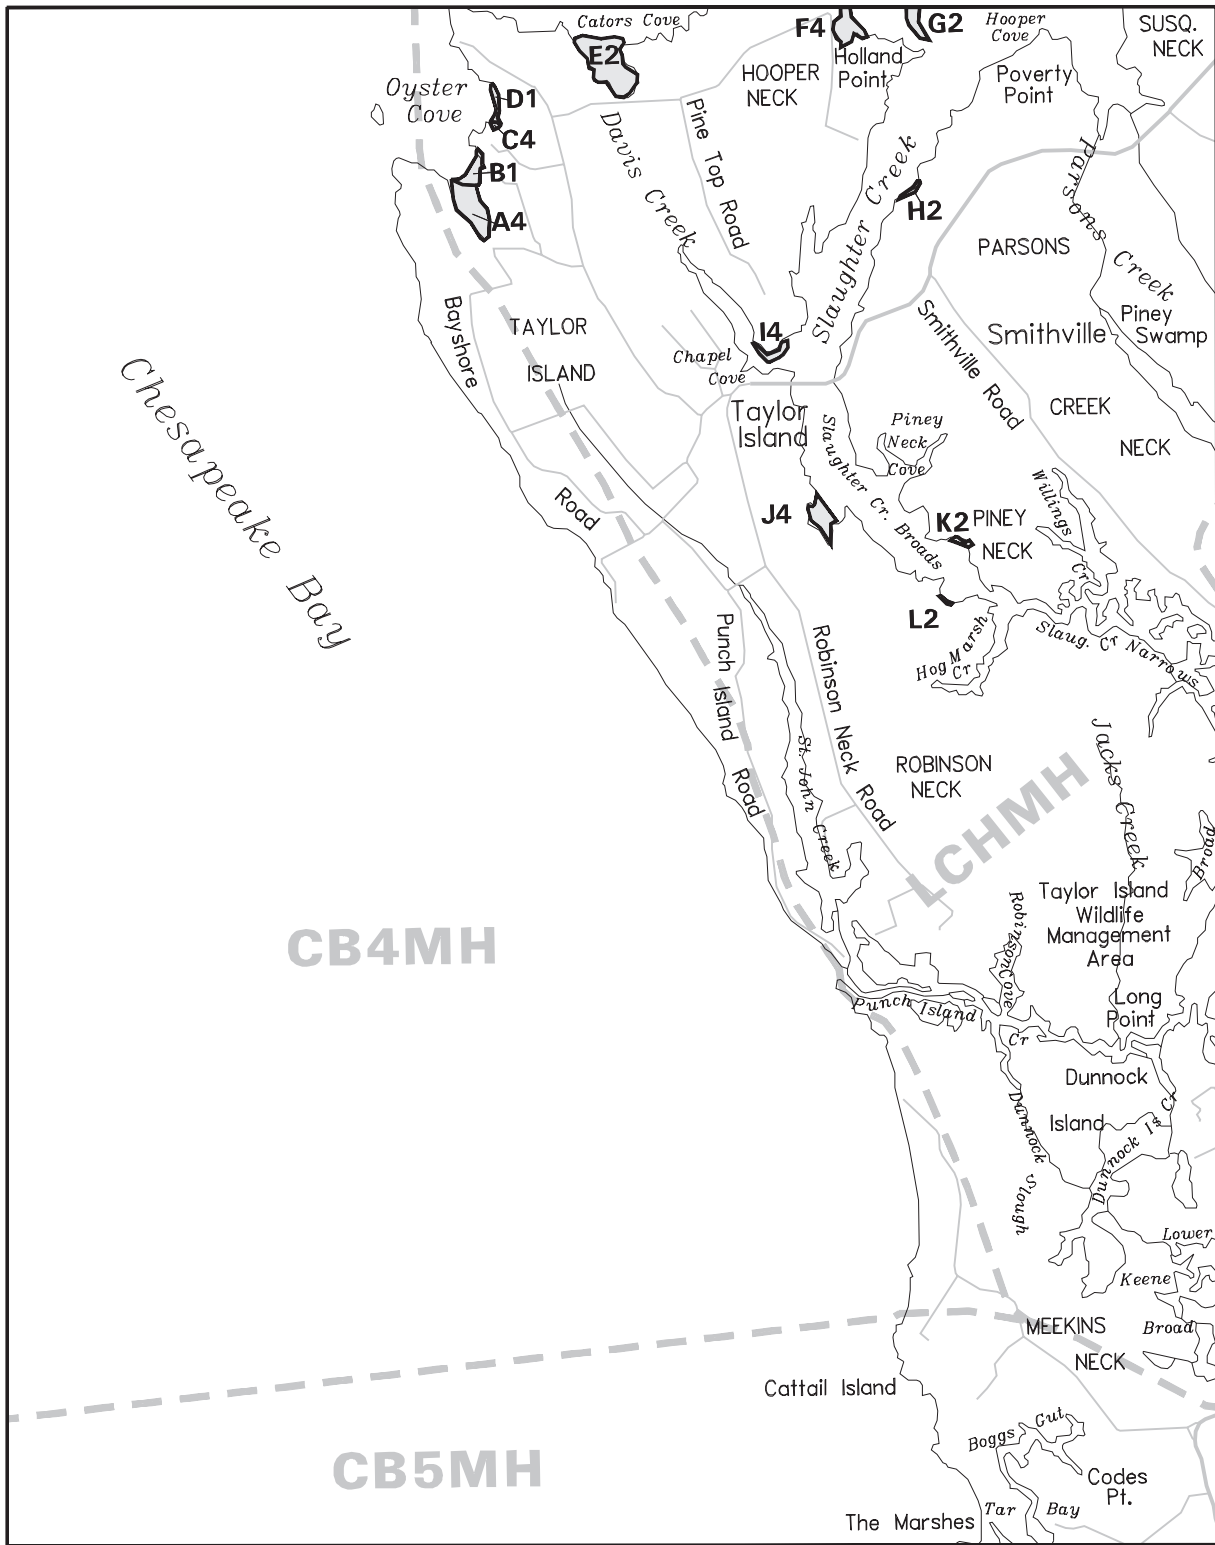 Cators Cove
F4
G2
Hooper
Cove
SUSQ.
NECK
E2
Holland
Point
HOOPER
NECK
Poverty
Point
Oyster
Cove
D1
C4
B1
A4
Davis Creek
Pine Top Road
Slaughter Creek
H2
Parsons Creek
PARSONS
Piney
Swamp
Smithville
Smithville Road
CREEK
NECK
Bayshore
Road
TAYLOR
ISLAND
I4
Chapel
Cove
Taylor
Island
Piney
Neck
Cove
Slaughter Cr. Broads
Chesapeake Bay
J4
K2
PINEY
NECK
Willings
Cr
L2
Hog Marsh
Cr
Slaug. Cr Narrows
Punch Island
Road
Robinson Neck Road
St. John Creek
ROBINSON
NECK
LCHMH
Jacks Creek
Broad
Taylor Island
Wildlife
Management
Area
Robinson Cove
CB4MH
Long
Point
Punch Island
Cr
Dunnock
Island
Dunnock Is Cr
Dunnock
Slough
Lower
Keene
Broad
MEEKINS
NECK
Cattail Island
CB5MH
Boggs Gut
Codes
Pt.
Tar Bay
The Marshes